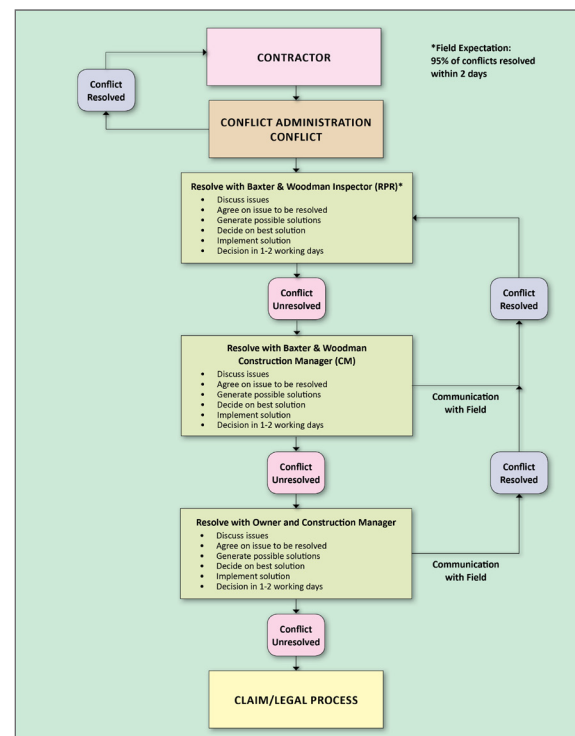 CONTRACTOR
*Field Expectation:
95% of conflicts resolved
within 2 days
Conflict
Resolved
CONFLICT ADMINISTRATION
CONFLICT
Resolve with Baxter & Woodman Inspector (RPR)*
• Discuss issues
• Agree on issue to be resolved
• Generate possible solutions
• Decide on best solution
• Implement solution
• Decision in 1-2 working days
Conflict
Unresolved
Conflict
Resolved
Resolve with Baxter & Woodman
Construction Manager (CM)
• Discuss issues
• Agree on issue to be resolved
• Generate possible solutions
• Decide on best solution
• Implement solution
• Decision in 1-2 working days
Communication
with Field
Conflict
Unresolved
Conflict
Resolved
Resolve with Owner and Construction Manager
• Discuss issues
• Agree on issue to be resolved
• Generate possible solutions
• Decide on best solution
• Implement solution
• Decision in 1-2 working days
Communication
with Field
Conflict
Unresolved
CLAIM/LEGAL PROCESS